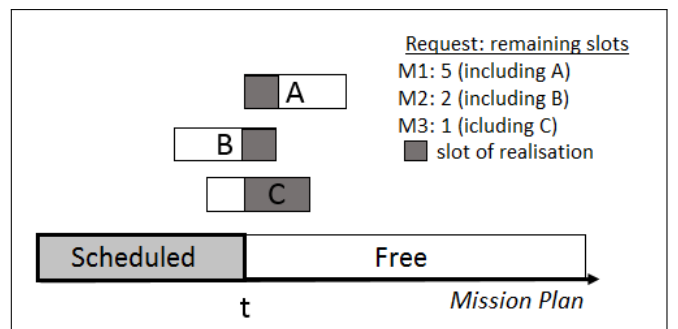 Request: remaining slots
M1: 5 (including A)
M2: 2 (including B)
M3: 1 (icluding C)
slot of realisation
A
B
C
Scheduled
Free
t
Mission Plan